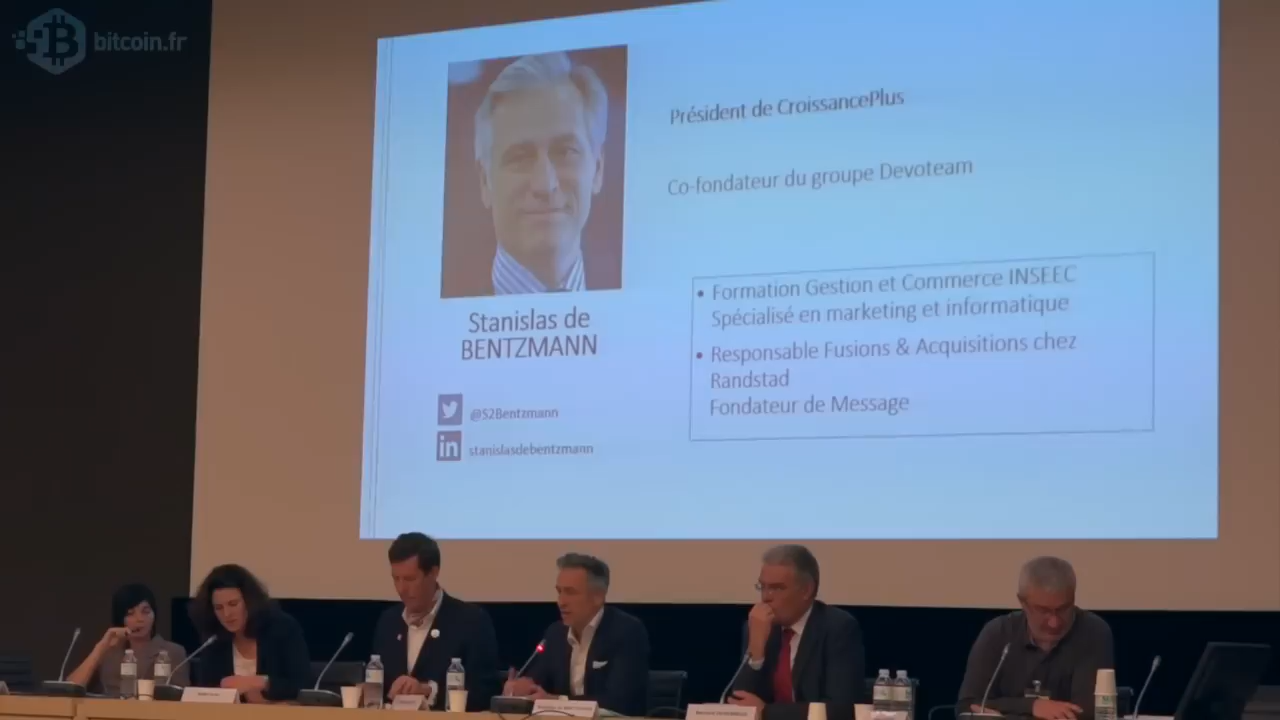 bitcoin.fr
Président de CroissancePlus
Co-fondateur du groupe Devoteam
• Formation Gestion et Commerce INSEEC
Spécialisé en marketing et informatique
• Responsable Fusions & Acquisitions chez
Randstad
Fondateur de Message
Stanislas de
BENTZMANN
@S2Bentzmann
in stanislasdebentzmann